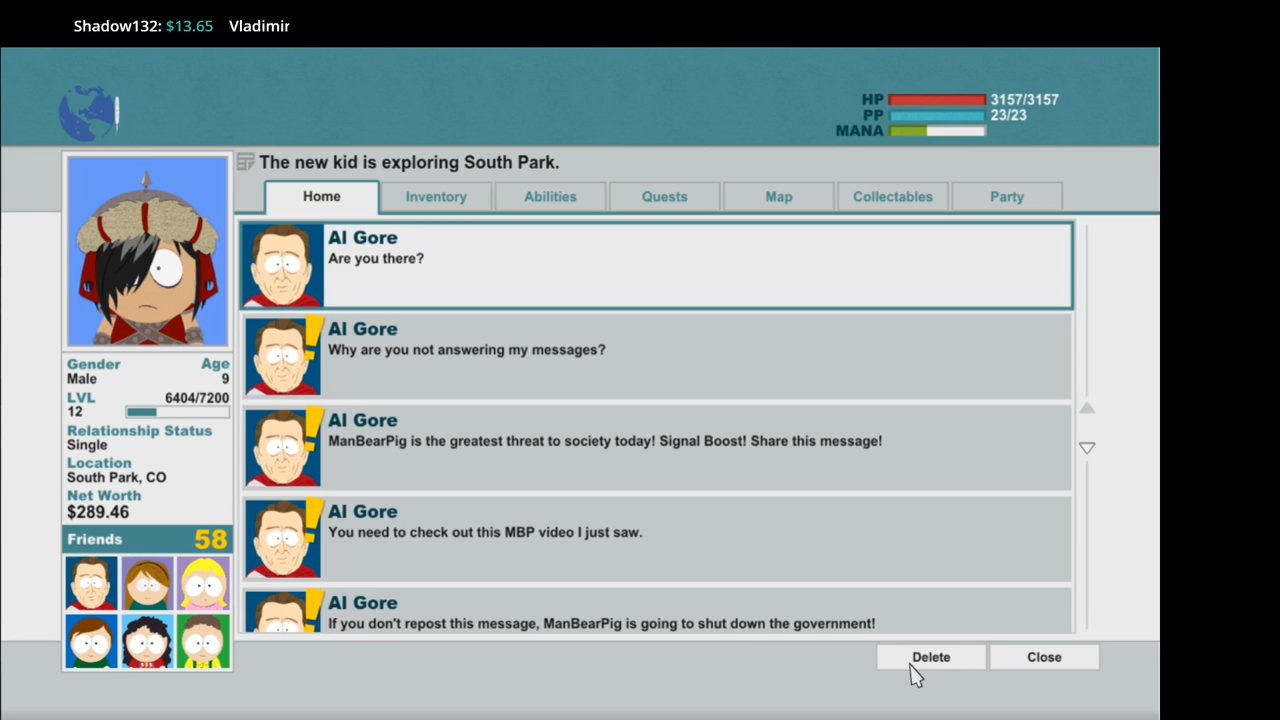 Shadow132: $13.65 Vladimir
HP 3157/3157
PP 23/23
MANA
The new kid is exploring South Park.
Home Inventory Abilities Quests Map Collectables Party
Al Gore
Are you there?
Al Gore
Why are you not answering my messages?
Al Gore
ManBearPig is the greatest threat to society today! Signal Boost! Share this message!
Al Gore
You need to check out this MBP video I just saw.
Al Gore
If you don't repost this message, ManBearPig is going to shut down the government!
Gender Age
Male 9
LVL 6404/7200
12
Relationship Status
Single
Location
South Park, CO
Net Worth
$289.46
Friends 58
Delete Close